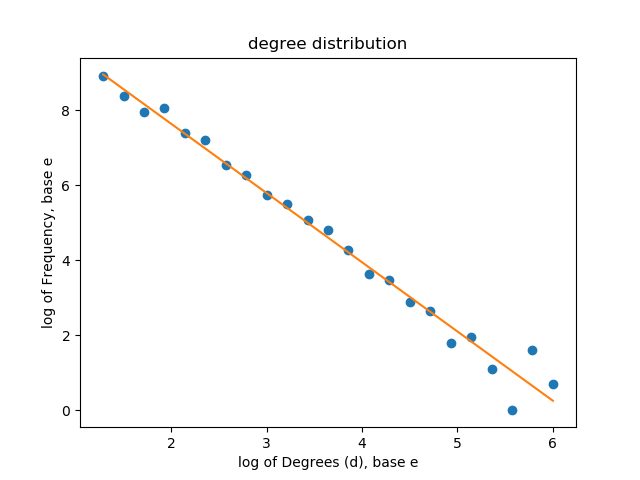 degree distribution
log of Frequency, base e
8
6
4
2
0
2 3 4 5 6
log of Degrees (d), base e